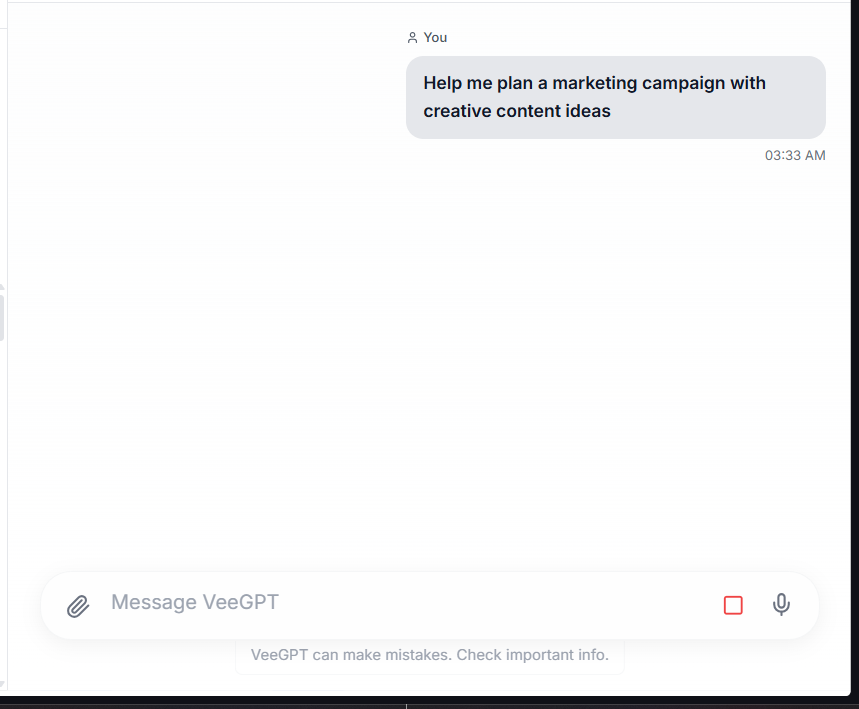 You
Help me plan a marketing campaign with
creative content ideas
03:33 AM
Message VeeGPT
VeeGPT can make mistakes. Check important info.